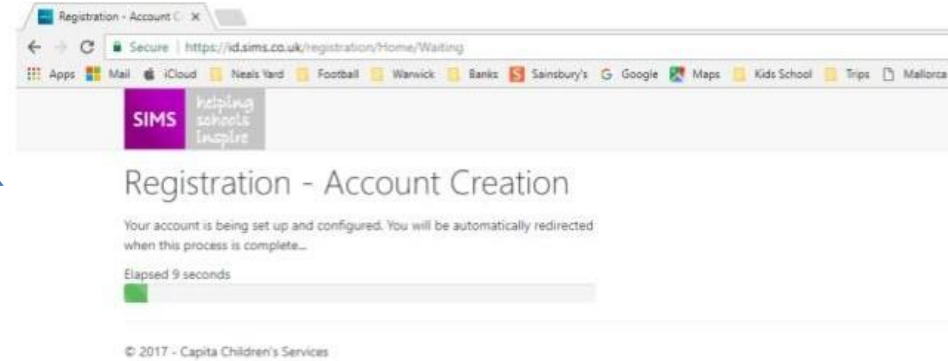 Registration - Account C
Secure | https://id.sims.co.uk/registration/Home/Waiting
Apps Mail iCloud Neals Yard Football Warwick Banks Sainsbury's Google Maps Kids School Trips Mallorca
SIMS
helping
schools
inspire
Registration - Account Creation
Your account is being set up and configured. You will be automatically redirected
when this process is complete...
Elapsed 9 seconds
© 2017 - Capita Children's Services